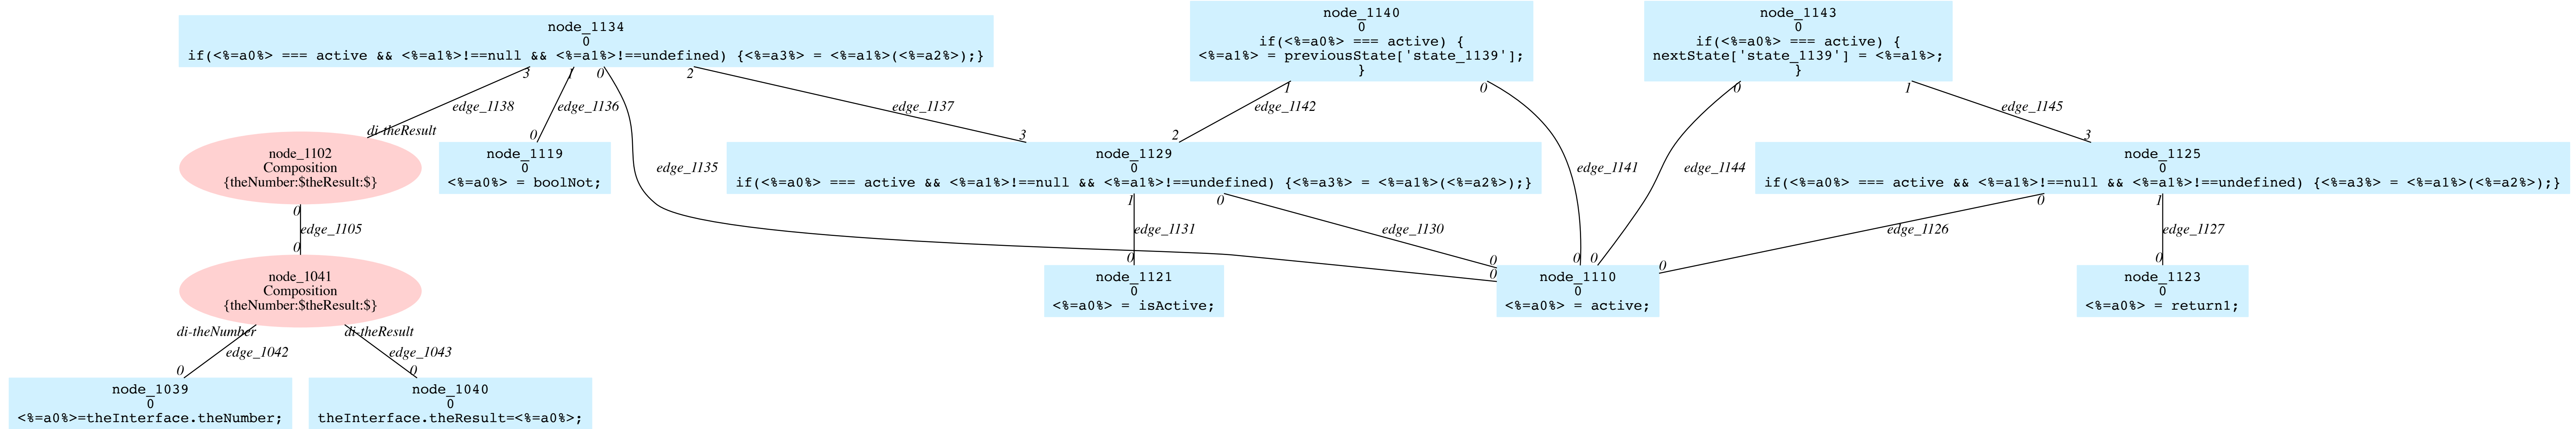 node_1134
0
if(<%=a0%> === active && <%=a1%>!==null && <%=a1%>!==undefined) {<%=a3%> = <%=a1%>(<%=a2%>);}
node_1140
0
if(<%=a0%> === active) {
<%=a1%> = previousState['state_1139'];
}
node_1143
0
if(<%=a0%> === active) {
nextState['state_1139'] = <%=a1%>;
}
3
1
0
2
1
0
0
1
edge_1138
edge_1136
edge_1137
edge_1142
edge_1145
di-theResult
0
3
2
3
node_1102
Composition
{theNumber:$theResult:$}
node_1119
0
<%=a0%> = boolNot;
edge_1135
node_1129
0
if(<%=a0%> === active && <%=a1%>!==null && <%=a1%>!==undefined) {<%=a3%> = <%=a1%>(<%=a2%>);}
edge_1141
edge_1144
node_1125
0
if(<%=a0%> === active && <%=a1%>!==null && <%=a1%>!==undefined) {<%=a3%> = <%=a1%>(<%=a2%>);}
0
1
0
0
1
edge_1105
edge_1131
edge_1130
edge_1126
edge_1127
0
0
0
0
0
0
0
0
node_1041
Composition
{theNumber:$theResult:$}
node_1121
0
<%=a0%> = isActive;
node_1110
0
<%=a0%> = active;
node_1123
0
<%=a0%> = return1;
di-theNumber
di-theResult
edge_1042
edge_1043
0
0
node_1039
0
<%=a0%>=theInterface.theNumber;
node_1040
0
theInterface.theResult=<%=a0%>;